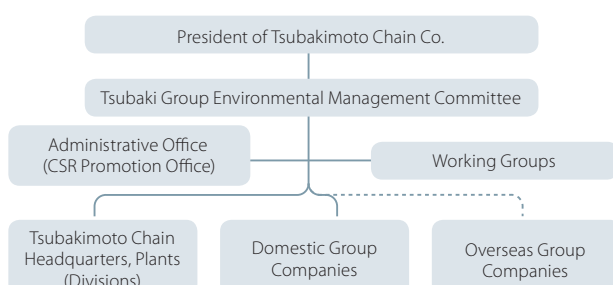 President of Tsubakimoto Chain Co.
Tsubaki Group Environmental Management Committee
Administrative Office
(CSR Promotion Office)
Working Groups
Tsubakimoto Chain
Headquarters, Plants
(Divisions)
Domestic Group
Companies
Overseas Group
Companies